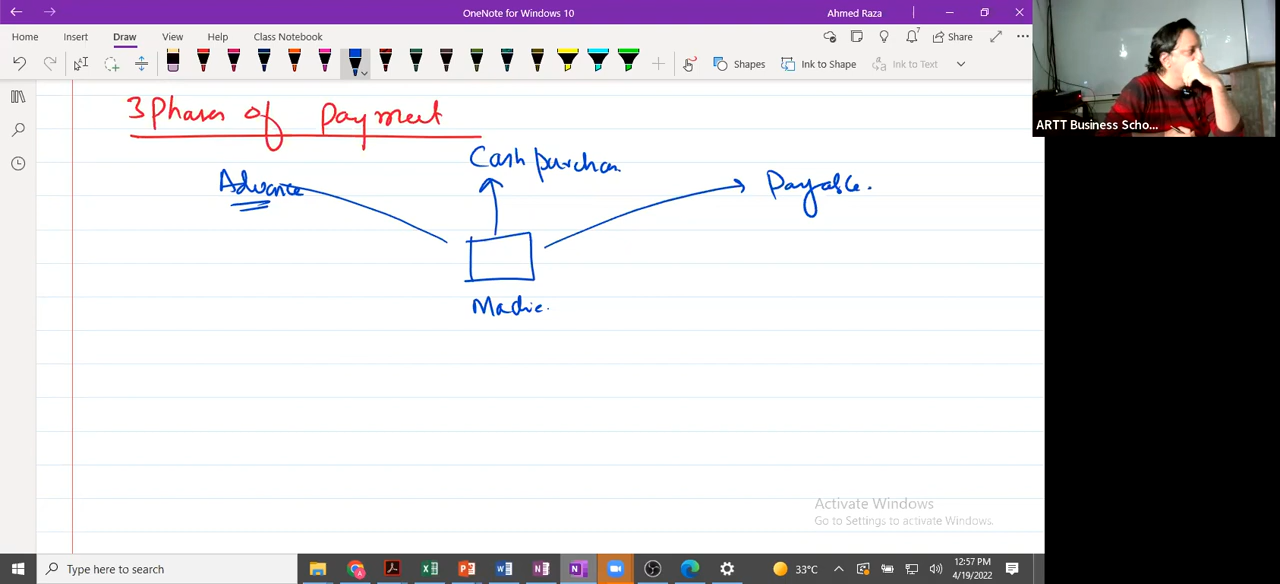 OneNote for Windows 10
Ahmed Raza
Home Insert Draw View Help Class Notebook
Share
Shapes Ink to Shape Ink to Text
ARTT Business Scho...
3 Phases of Payment
Cash purchase
Advance
Payable.
Activate Windows
Go to Settings to activate Windows.
Type here to search
33°C
12:57 PM
4/19/2022